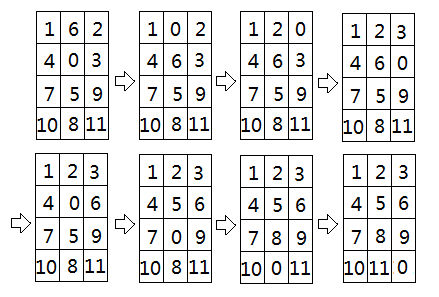 1 6 2 1 0 2 1 2 0 1 2 3
4 0 3 4 6 3 4 6 3 4 6 0
7 5 9 7 5 9 7 5 9 7 5 9
10 8 11 10 8 11 10 8 11 10 8 11
1 2 3 1 2 3 1 2 3 1 2 3
4 0 6 4 5 6 4 5 6 4 5 6
7 5 9 7 0 9 7 8 9 7 8 9
10 8 11 10 8 11 10 0 11 10 11 0